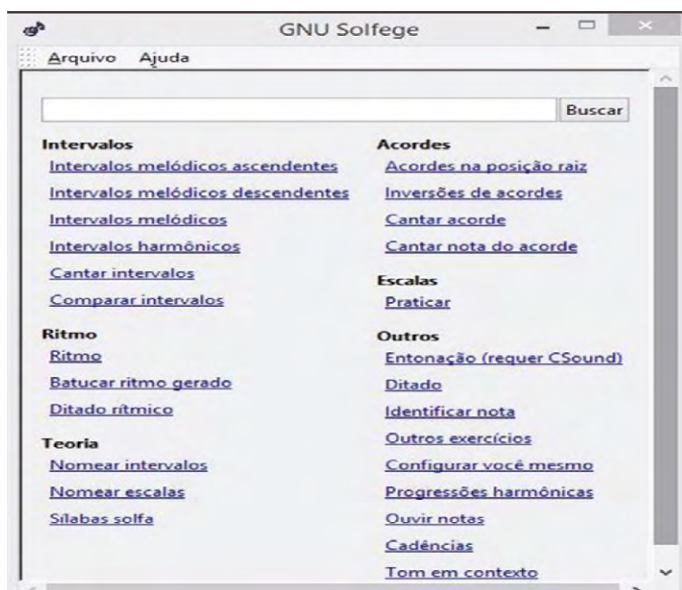 GNU Solfege
Arquivo Ajuda
Buscar
Intervalos
Intervalos melódicos ascendentes
Intervalos melódicos descendentes
Intervalos melódicos
Intervalos harmônicos
Cantar intervalos
Comparar intervalos
Ritmo
Ritmo
Batucar ritmo gerado
Ditado rítmico
Teoria
Nomear intervalos
Nomear escalas
Sílabas solfa
Acordes
Acordes na posição raiz
Inversões de acordes
Cantar acorde
Cantar nota do acorde
Escalas
Praticar
Outros
Entonação (requer CSound)
Ditado
Identificar nota
Outros exercícios
Configurar você mesmo
Progressões harmônicas
Ouvir notas
Cadências
Tom em contexto